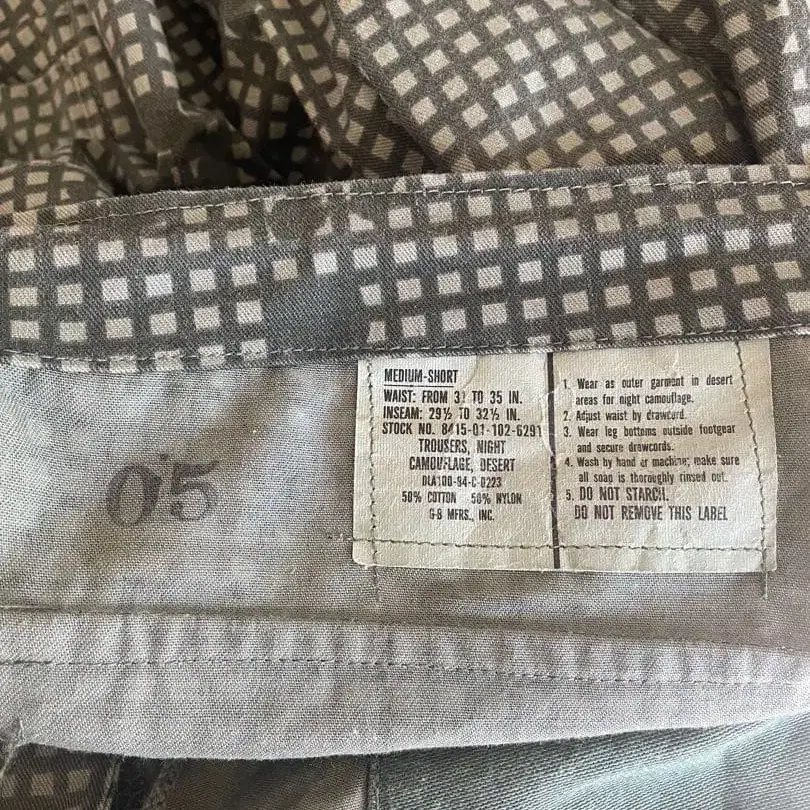 05
MEDIUM-SHORT
WAIST: FROM 31 TO 35 IN.
INSEAM: 29½ TO 32½ IN.
STOCK NO. 8415-01-102-6291
TROUSERS, NIGHT
CAMOUFLAGE, DESERT
DLA100-94-C-0223
50% COTTON 50% NYLON
G-B MFRS., INC.
1. Wear as outer garment in desert
areas for night camouflage.
2. Adjust waist by drawcord.
3. Wear leg bottoms outside footgear
and secure drawcords.
4. Wash by hand or machine; make sure
all soap is thoroughly rinsed out.
5. DO NOT STARCH.
DO NOT REMOVE THIS LABEL